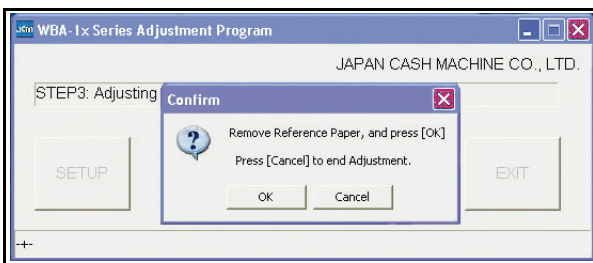 JCM WBA-1x Series Adjustment Program
JAPAN CASH MACHINE CO., LTD.
STEP3: Adjusting
Confirm
Remove Reference Paper, and press [OK]
Press [Cancel] to end Adjustment.
SETUP
EXIT
OK
Cancel
-+-